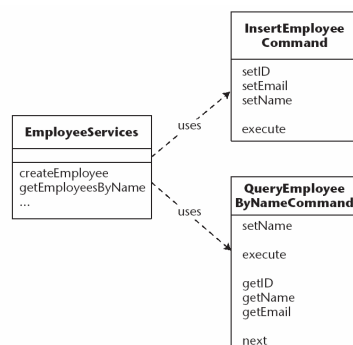 InsertEmployee
Command
setID
setEmail
setName
execute
uses
EmployeeServices
createEmployee
getEmployeesByName
...
uses
QueryEmployee
ByNameCommand
setName
execute
getID
getName
getEmail
next